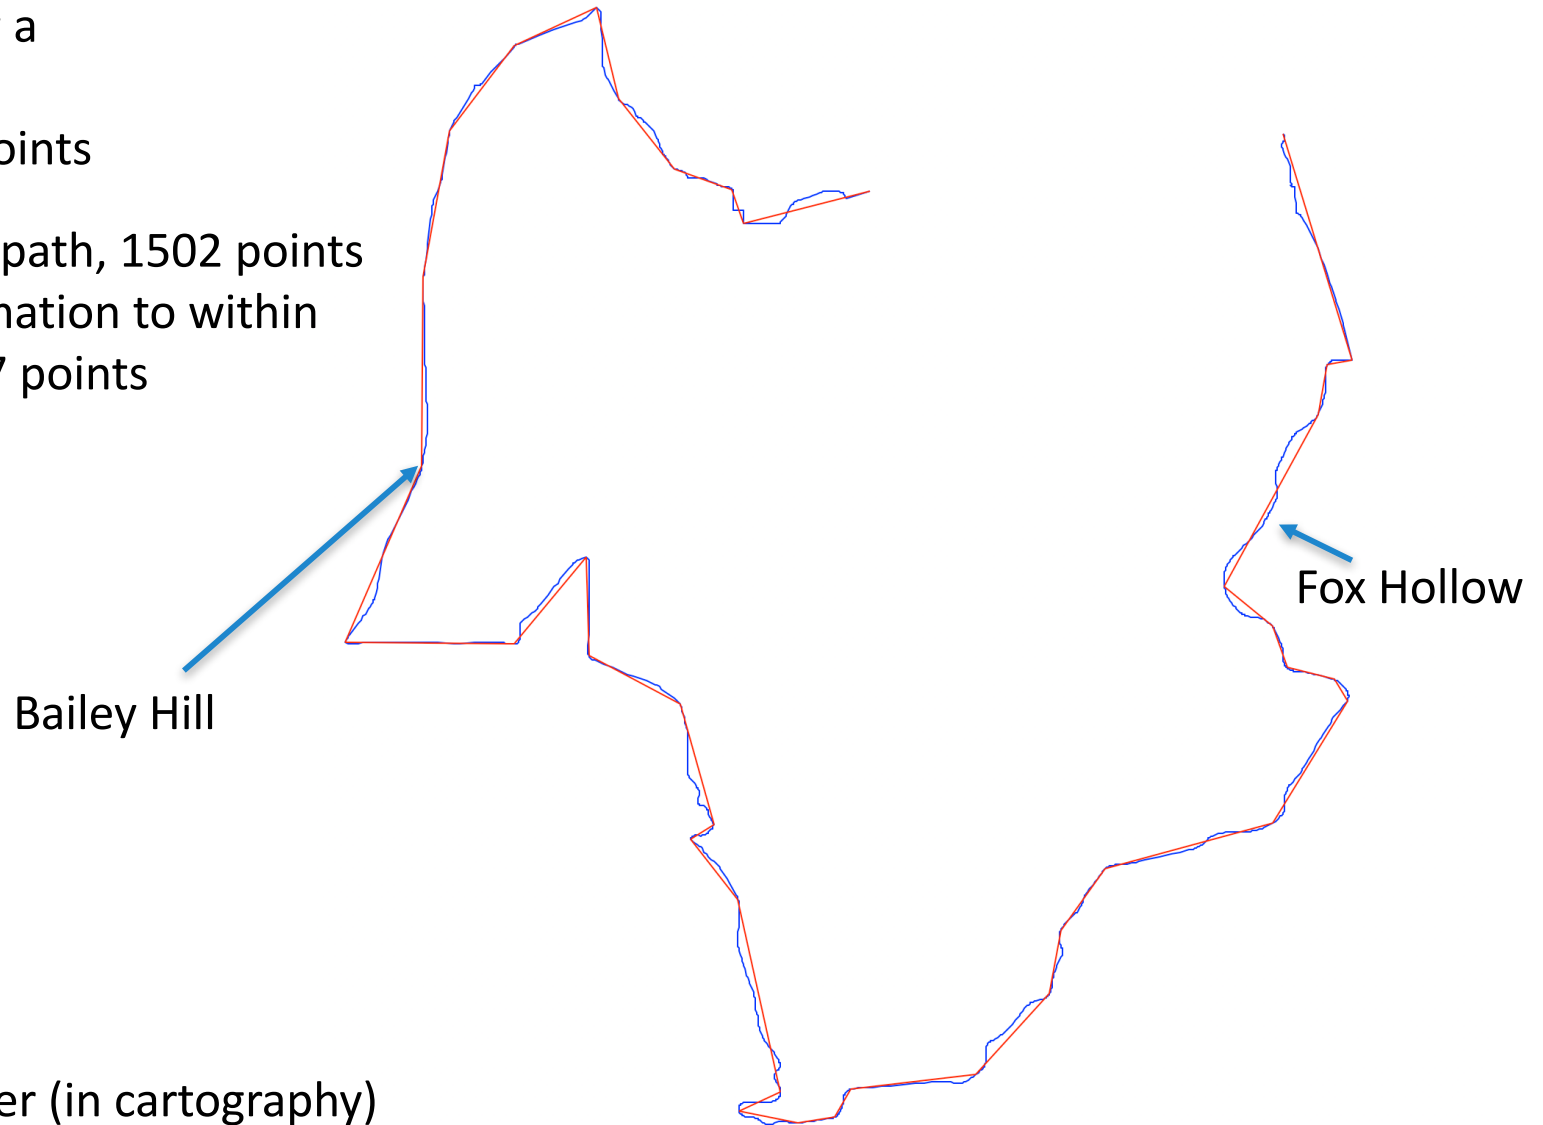 a
oints
path, 1502 points
nation to within
7 points
Fox Hollow
Bailey Hill
er (in cartography)